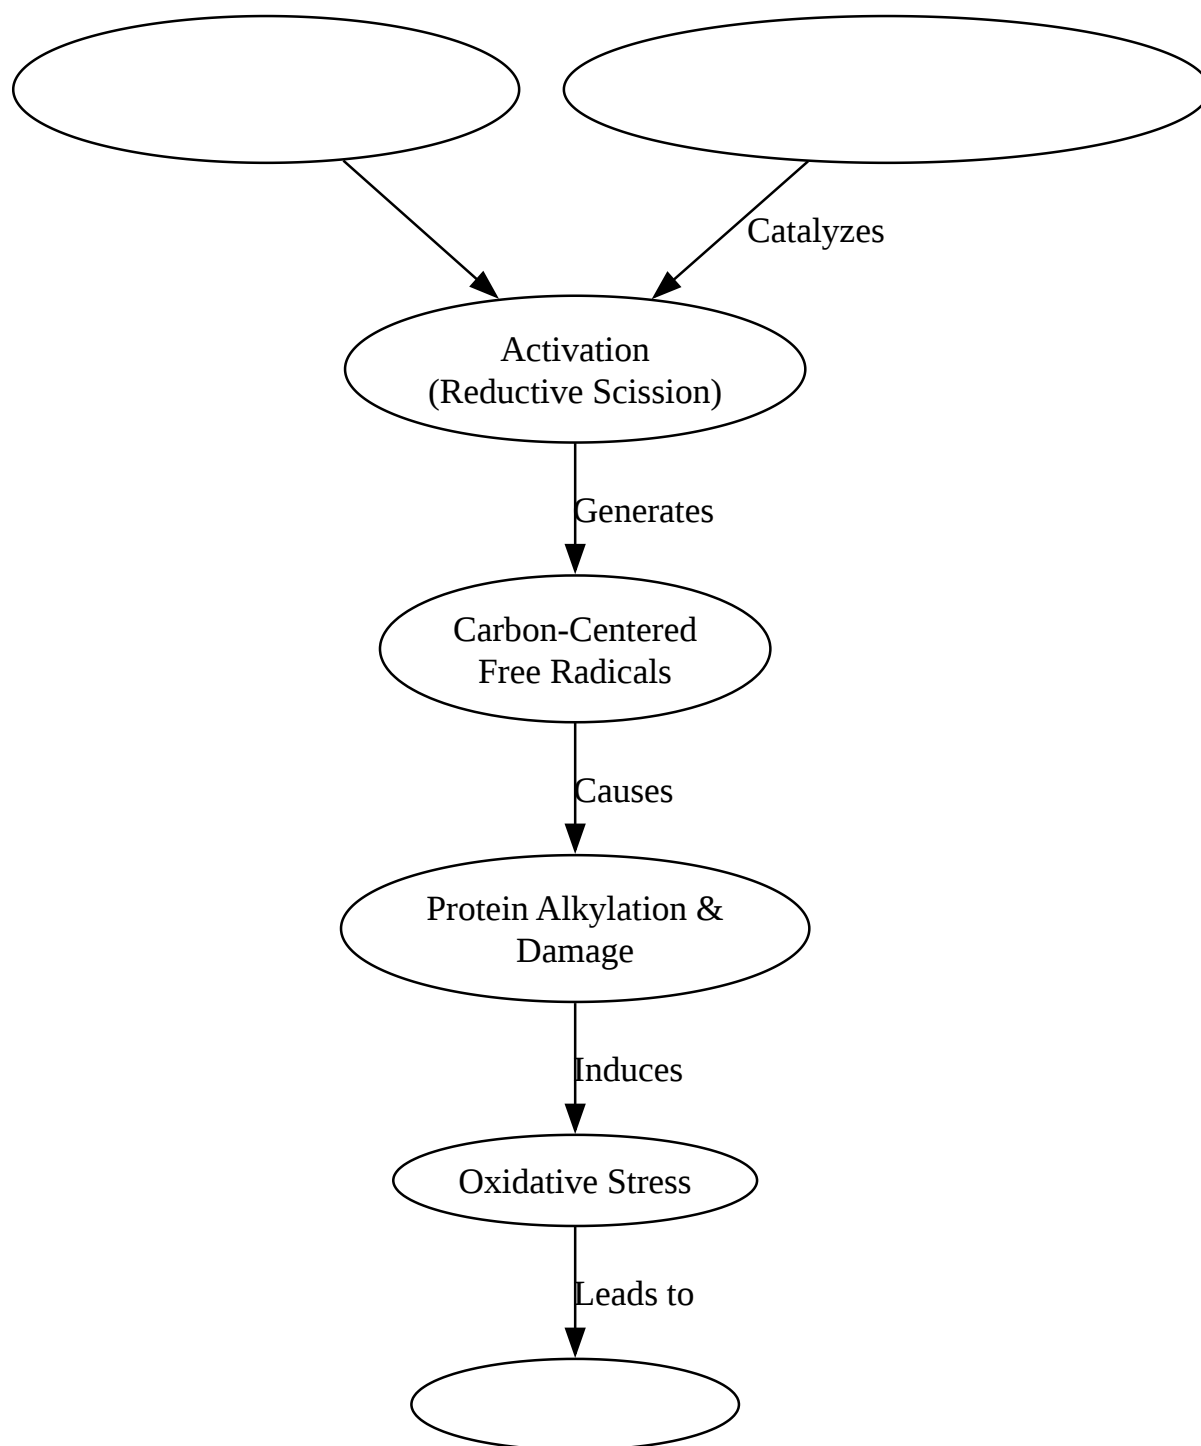 Catalyzes
Activation
(Reductive Scission)
Generates
Carbon-Centered
Free Radicals
Causes
Protein Alkylation &
Damage
Induces
Oxidative Stress
Leads to